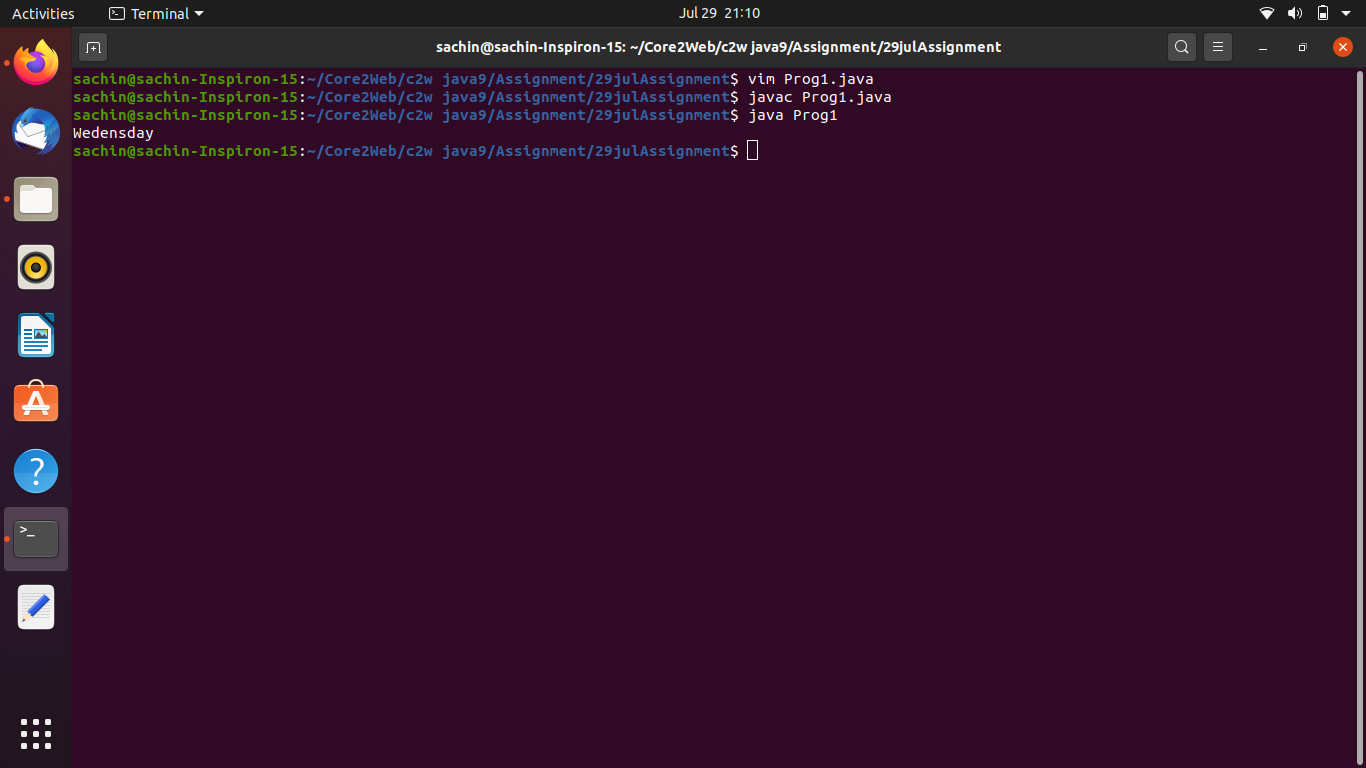 Activities Terminal Jul 29 21:10
sachin@sachin-Inspiron-15: ~/Core2Web/c2w java9/Assignment/29julAssignment
sachin@sachin-Inspiron-15:~/Core2Web/c2w java9/Assignment/29julAssignment$ vim Prog1.java
sachin@sachin-Inspiron-15:~/Core2Web/c2w java9/Assignment/29julAssignment$ javac Prog1.java
sachin@sachin-Inspiron-15:~/Core2Web/c2w java9/Assignment/29julAssignment$ java Prog1
Wedensday
sachin@sachin-Inspiron-15:~/Core2Web/c2w java9/Assignment/29julAssignment$